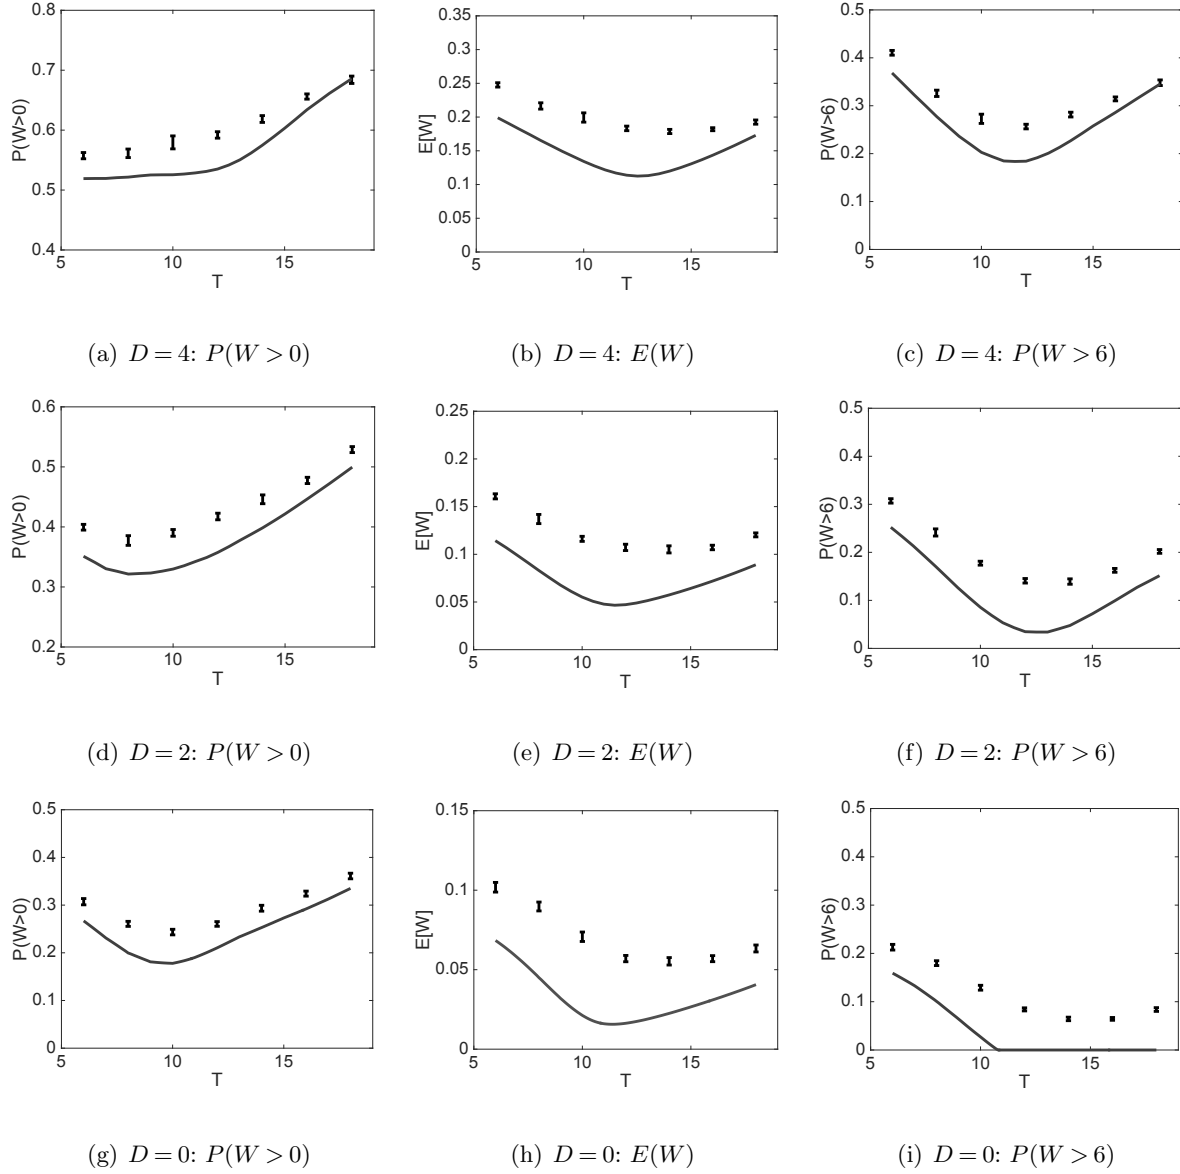 0.8
0.7
0.6
0.5
0.4
P(W>0)
5
10
15
T
0.35
0.3
0.25
0.2
0.15
0.1
0.05
0
E[W]
5
10
15
T
0.5
0.4
0.3
0.2
0.1
0
P(W>6)
5
10
15
T
(a) D = 4: P(W > 0)
(b) D = 4: E(W)
(c) D = 4: P(W > 6)
0.6
0.5
0.4
0.3
0.2
P(W>0)
5
10
15
T
0.25
0.2
0.15
0.1
0.05
0
E[W]
5
10
15
T
0.5
0.4
0.3
0.2
0.1
0
P(W>6)
5
10
15
T
(d) D = 2: P(W > 0)
(e) D = 2: E(W)
(f) D = 2: P(W > 6)
0.5
0.4
0.3
0.2
0.1
0
P(W>0)
5
10
15
T
0.15
0.1
0.05
0
E[W]
5
10
15
T
0.5
0.4
0.3
0.2
0.1
0
P(W>6)
5
10
15
T
(g) D = 0: P(W > 0)
(h) D = 0: E(W)
(i) D = 0: P(W > 6)